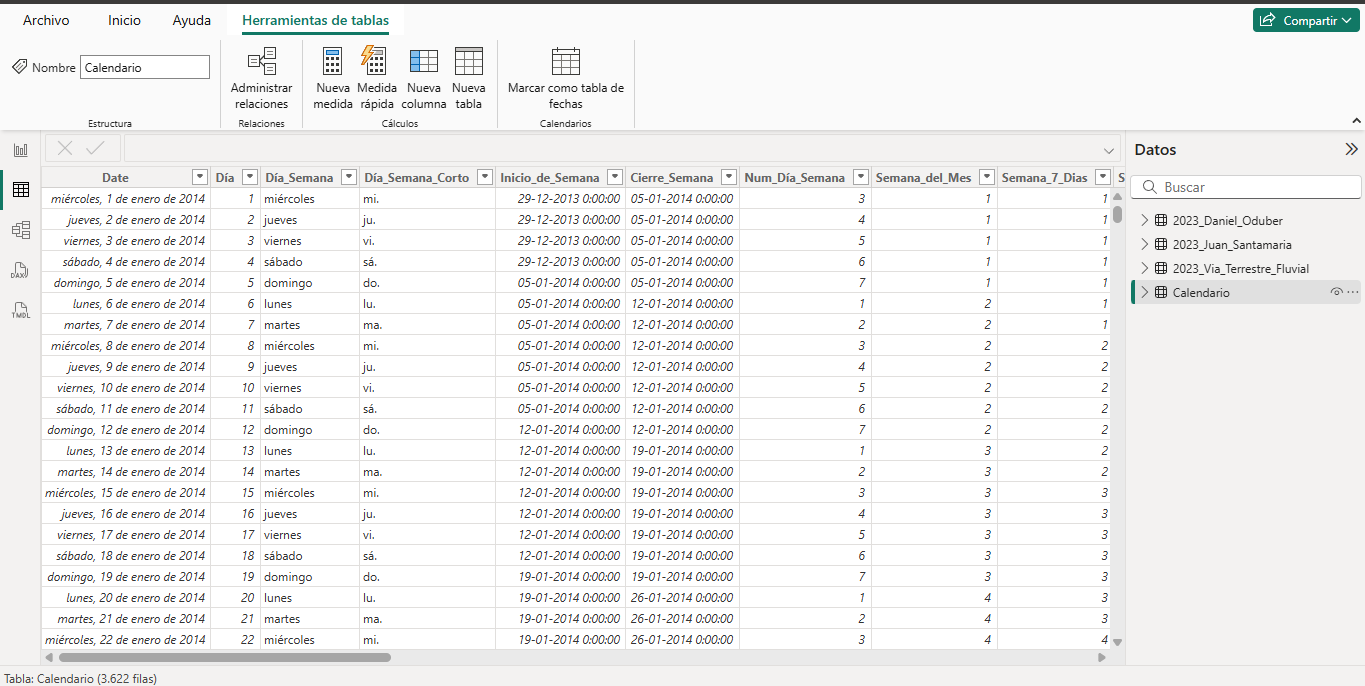 Archivo Inicio Ayuda Herramientas de tablas Compartir
Nombre Calendario
Administrar relaciones
Nueva medida
Medida rápida
Nueva columna
Nueva tabla
Marcar como tabla de fechas
Estructura Relaciones Cálculos Calendarios
Date Día Día_Semana Día_Semana_Corto Inicio_de_Semana Cierre_Semana Num_Día_Semana Semana_del_Mes Semana_7_Dias S
miércoles, 1 de enero de 2014 1 miércoles mi. 29-12-2013 0:00:00 05-01-2014 0:00:00 3 1 1
jueves, 2 de enero de 2014 2 jueves ju. 29-12-2013 0:00:00 05-01-2014 0:00:00 4 1 1
viernes, 3 de enero de 2014 3 viernes vi. 29-12-2013 0:00:00 05-01-2014 0:00:00 5 1 1
sábado, 4 de enero de 2014 4 sábado sá. 29-12-2013 0:00:00 05-01-2014 0:00:00 6 1 1
domingo, 5 de enero de 2014 5 domingo do. 05-01-2014 0:00:00 05-01-2014 0:00:00 7 1 1
lunes, 6 de enero de 2014 6 lunes lu. 05-01-2014 0:00:00 12-01-2014 0:00:00 1 2 1
martes, 7 de enero de 2014 7 martes ma. 05-01-2014 0:00:00 12-01-2014 0:00:00 2 2 1
miércoles, 8 de enero de 2014 8 miércoles mi. 05-01-2014 0:00:00 12-01-2014 0:00:00 3 2 2
jueves, 9 de enero de 2014 9 jueves ju. 05-01-2014 0:00:00 12-01-2014 0:00:00 4 2 2
viernes, 10 de enero de 2014 10 viernes vi. 05-01-2014 0:00:00 12-01-2014 0:00:00 5 2 2
sábado, 11 de enero de 2014 11 sábado sá. 05-01-2014 0:00:00 12-01-2014 0:00:00 6 2 2
domingo, 12 de enero de 2014 12 domingo do. 12-01-2014 0:00:00 12-01-2014 0:00:00 7 2 2
lunes, 13 de enero de 2014 13 lunes lu. 12-01-2014 0:00:00 19-01-2014 0:00:00 1 3 2
martes, 14 de enero de 2014 14 martes ma. 12-01-2014 0:00:00 19-01-2014 0:00:00 2 3 2
miércoles, 15 de enero de 2014 15 miércoles mi. 12-01-2014 0:00:00 19-01-2014 0:00:00 3 3 3
jueves, 16 de enero de 2014 16 jueves ju. 12-01-2014 0:00:00 19-01-2014 0:00:00 4 3 3
viernes, 17 de enero de 2014 17 viernes vi. 12-01-2014 0:00:00 19-01-2014 0:00:00 5 3 3
sábado, 18 de enero de 2014 18 sábado sá. 12-01-2014 0:00:00 19-01-2014 0:00:00 6 3 3
domingo, 19 de enero de 2014 19 domingo do. 19-01-2014 0:00:00 19-01-2014 0:00:00 7 3 3
lunes, 20 de enero de 2014 20 lunes lu. 19-01-2014 0:00:00 26-01-2014 0:00:00 1 4 3
martes, 21 de enero de 2014 21 martes ma. 19-01-2014 0:00:00 26-01-2014 0:00:00 2 4 3
miércoles, 22 de enero de 2014 22 miércoles mi. 19-01-2014 0:00:00 26-01-2014 0:00:00 3 4 4
DAX
TMDL
Datos
Buscar
2023_Daniel_Oduber
2023_Juan_Santamaria
2023_Via_Terrestre_Fluvial
Calendario
Tabla: Calendario (3.622 filas)